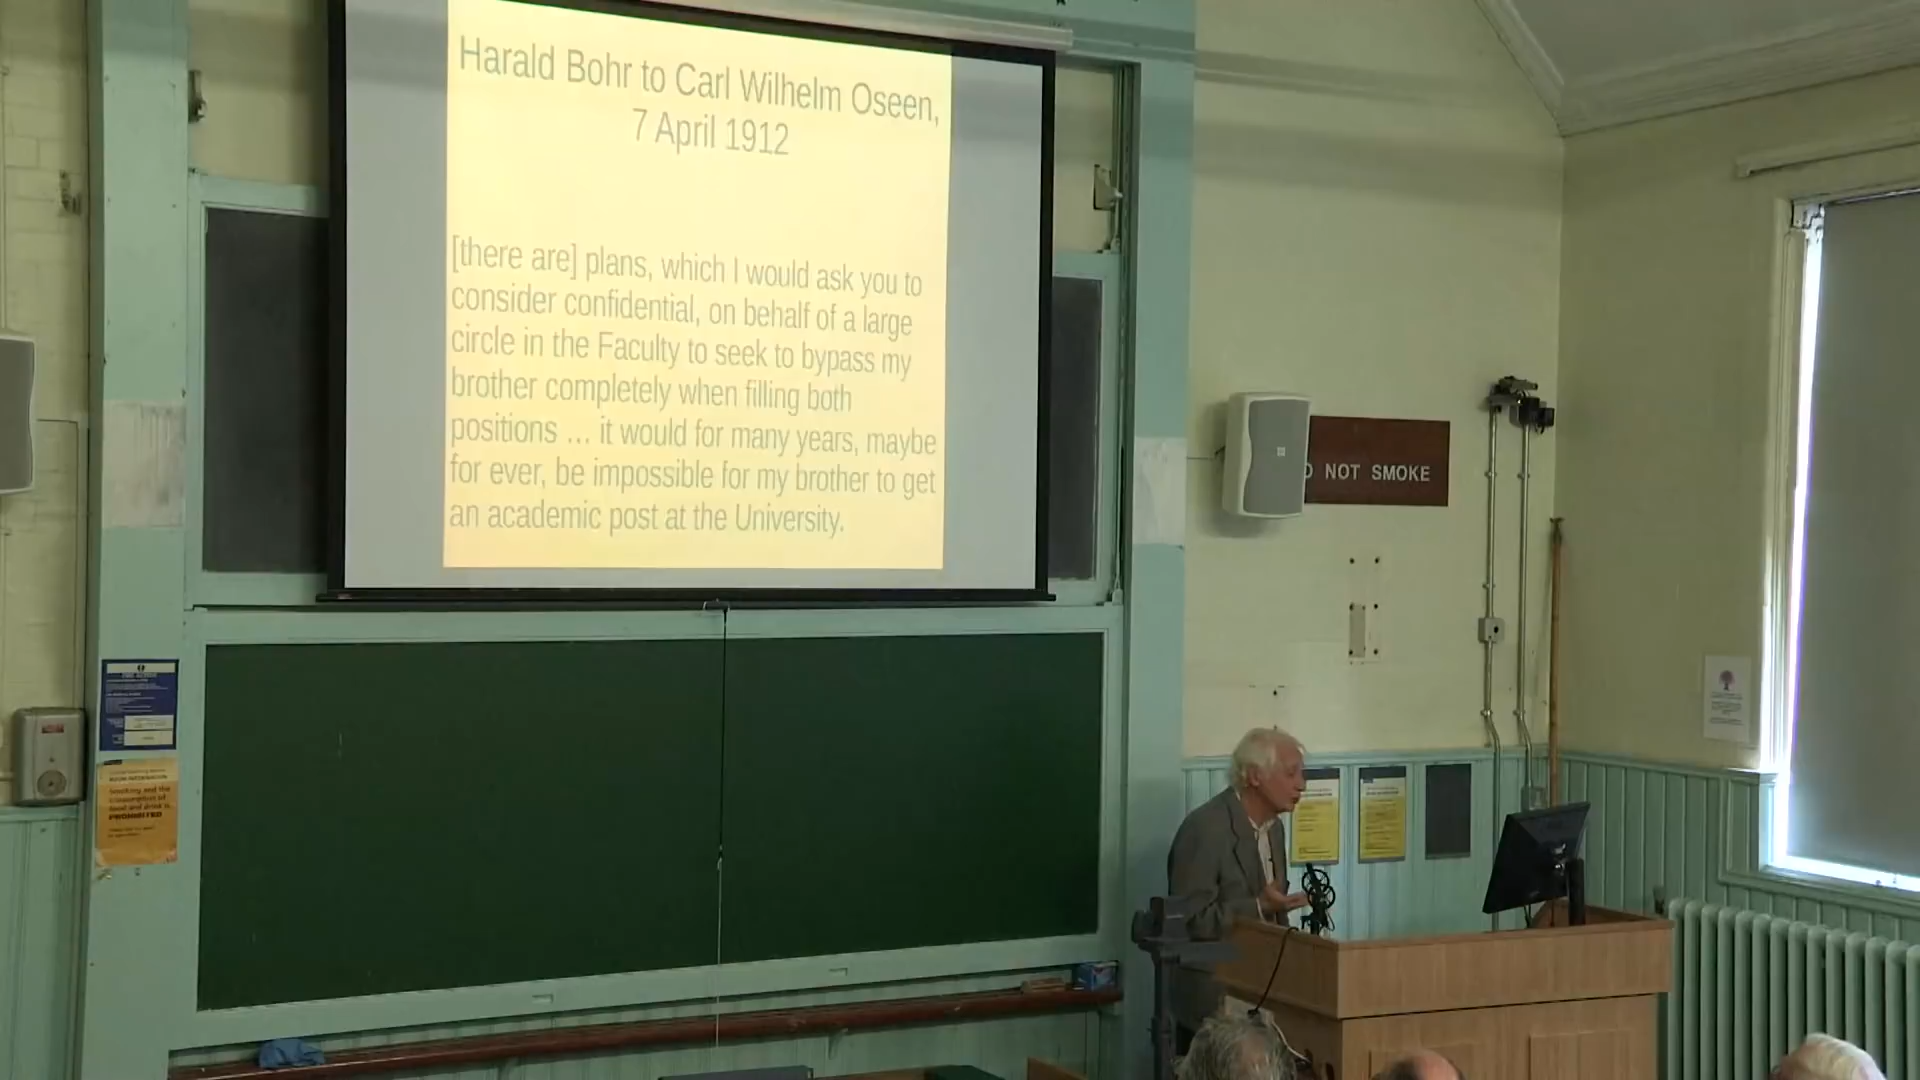 Harald Bohr to Carl Wilhelm Oseen,
7 April 1912
[there are] plans, which I would ask you to
consider confidential, on behalf of a large
circle in the Faculty to seek to bypass my
brother completely when filling both
positions … it would for many years, maybe
for ever, be impossible for my brother to get
an academic post at the University.
NOT SMOKE
PROHIBITED